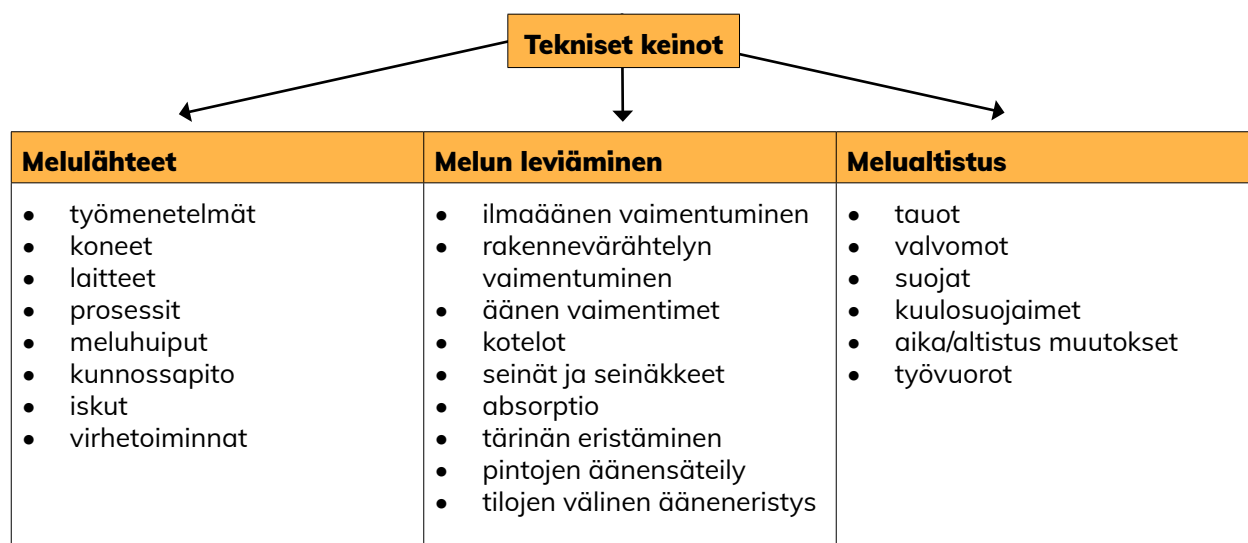 Tekniset keinot
Melulähteet
• työmenetelmät
• koneet
• laitteet
• prosessit
• meluhuiput
• kunnossapito
• iskut
• virhetoiminnat
Melun leviäminen
• ilmaäänen vaimentuminen
• rakennevärähtelyn
vaimentuminen
• äänen vaimentimet
• kotelot
• seinät ja seinäkkeet
• absorptio
• tärinän eristäminen
• pintojen äänensäteily
• tilojen välinen ääneneristys
Melualtistus
• tauot
• valvomot
• suojat
• kuulosuojaimet
• aika/altistus muutokset
• työvuorot